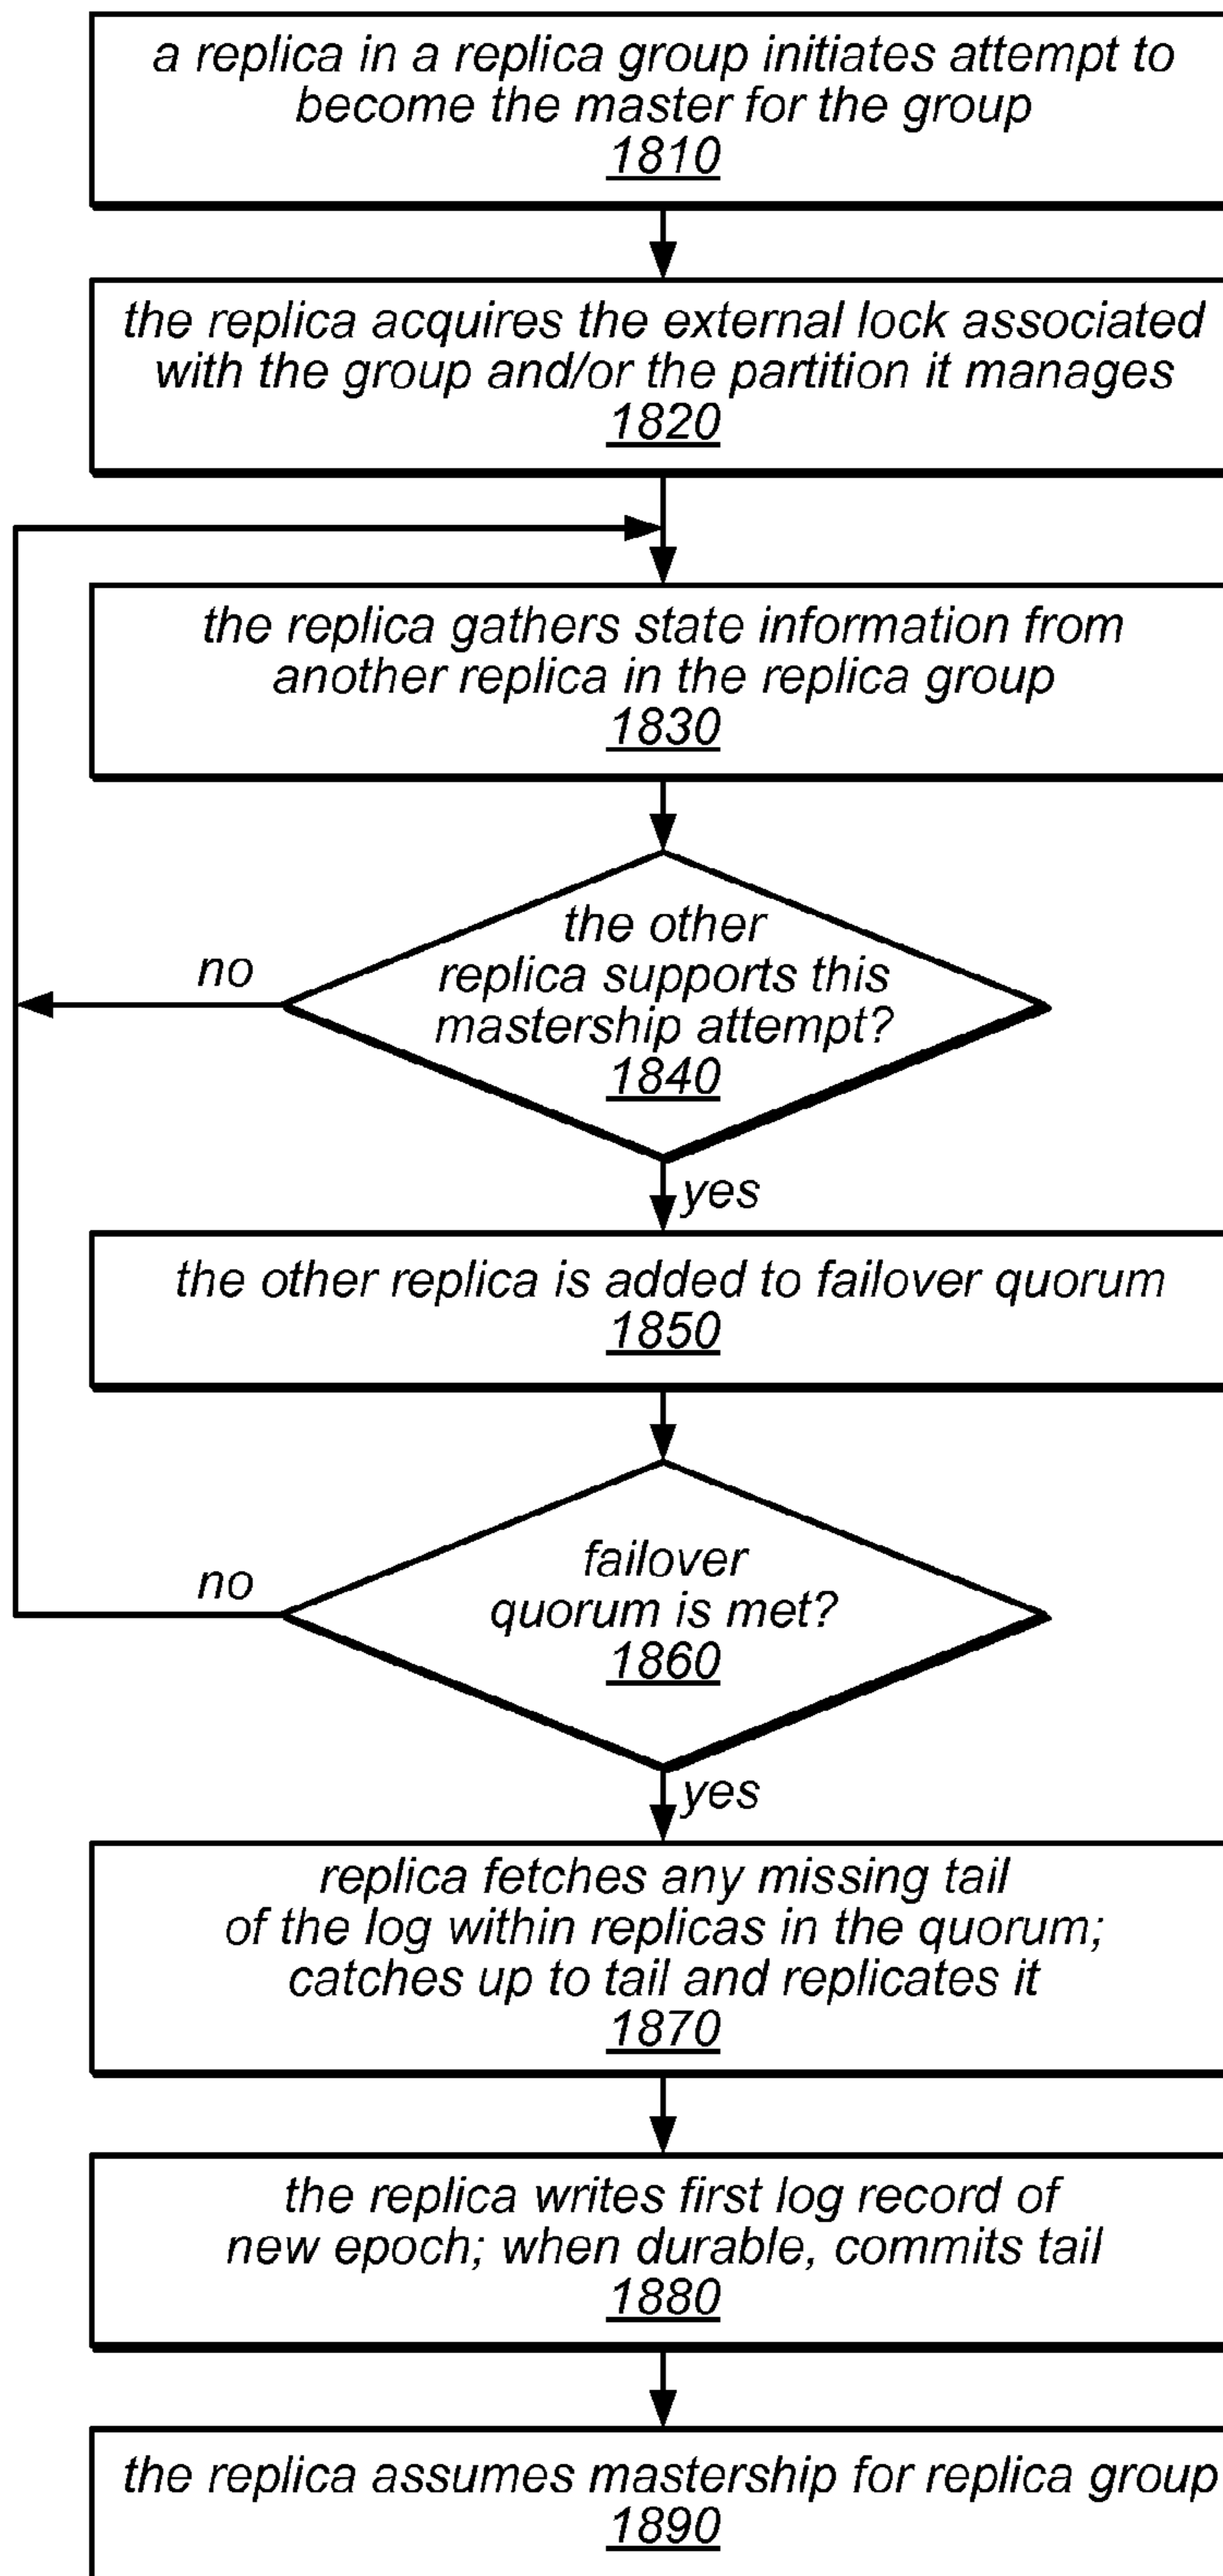 a replica in a replica group initiates attempt to
become the master for the group
1810
the replica acquires the external lock associated
with the group and/or the partition it manages
1820
the replica gathers state information from
another replica in the replica group
1830
the other
replica supports this
mastership attempt?
1840
no
yes
the other replica is added to failover quorum
1850
failover
quorum is met?
1860
no
yes
replica fetches any missing tail
of the log within replicas in the quorum;
catches up to tail and replicates it
1870
the replica writes first log record of
new epoch; when durable, commits tail
1880
the replica assumes mastership for replica group
1890